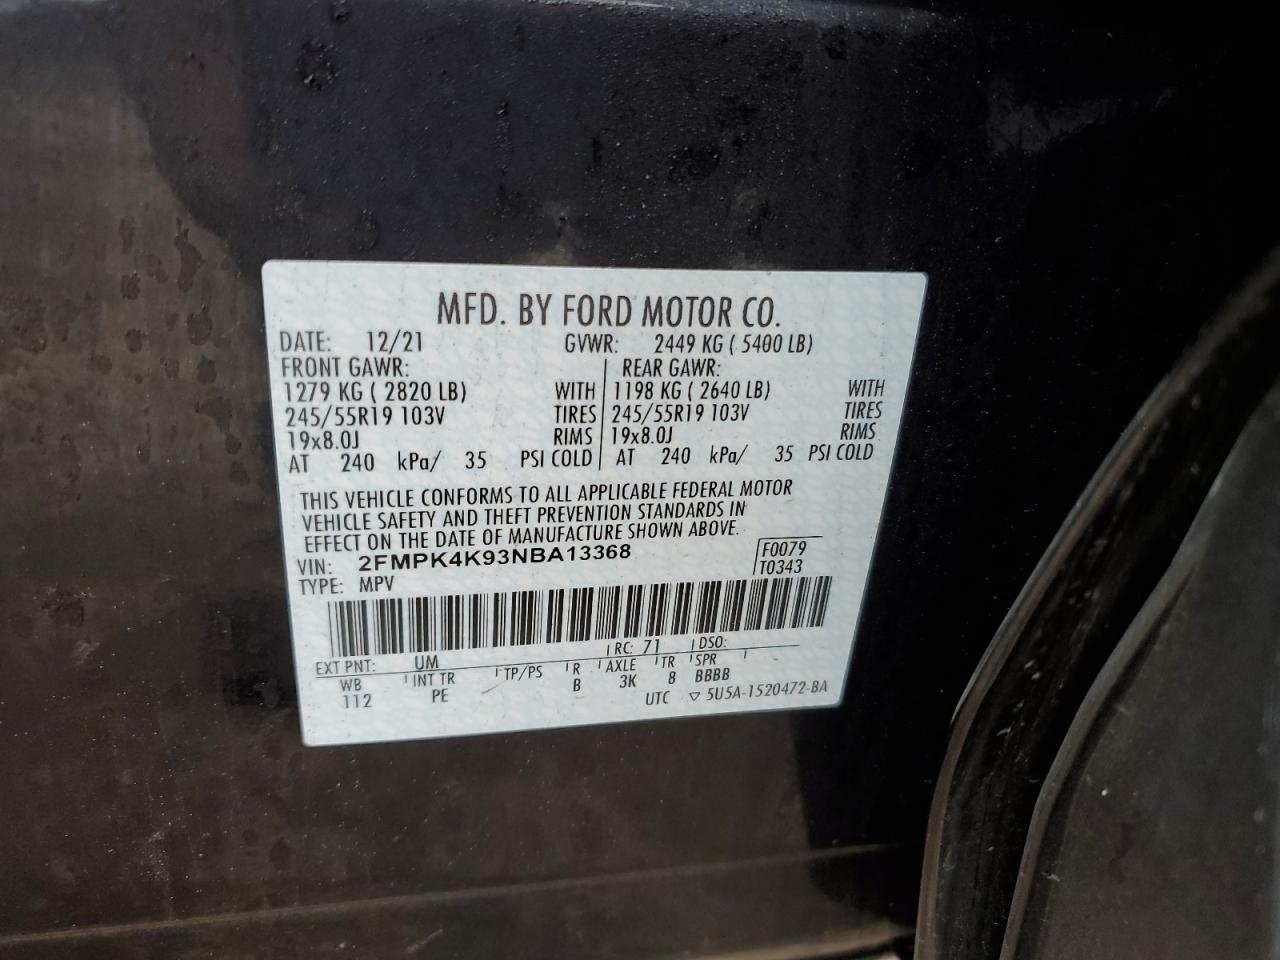 MFD. BY FORD MOTOR CO.
DATE: 12/21 GVWR: 2449 KG ( 5400 LB)
FRONT GAWR: REAR GAWR:
1279 KG ( 2820 LB) WITH 1198 KG ( 2640 LB) WITH
245/55R19 103V TIRES 245/55R19 103V TIRES
19x8.0J RIMS 19x8.0J RIMS
AT 240 kPa/ 35 PSI COLD AT 240 kPa/ 35 PSI COLD
THIS VEHICLE CONFORMS TO ALL APPLICABLE FEDERAL MOTOR
VEHICLE SAFETY AND THEFT PREVENTION STANDARDS IN
EFFECT ON THE DATE OF MANUFACTURE SHOWN ABOVE.
VIN: 2FMPK4K93NBA13368 F0079
TYPE: MPV T0343
EXT PNT: UM RC: 71 DSO:
WB INT TR TP/PS R AXLE TR SPR
112 PE B 3K 8 BBBB
UTC ▽ 5U5A-1520472-BA